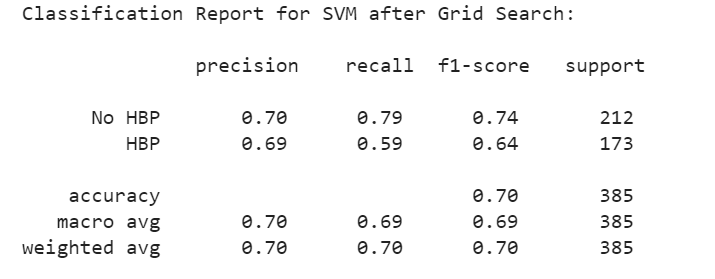 Classification Report for SVM after Grid Search:
precision recall f1-score support
No HBP 0.70 0.79 0.74 212
HBP 0.69 0.59 0.64 173
accuracy 0.70 385
macro avg 0.70 0.69 0.69 385
weighted avg 0.70 0.70 0.70 385